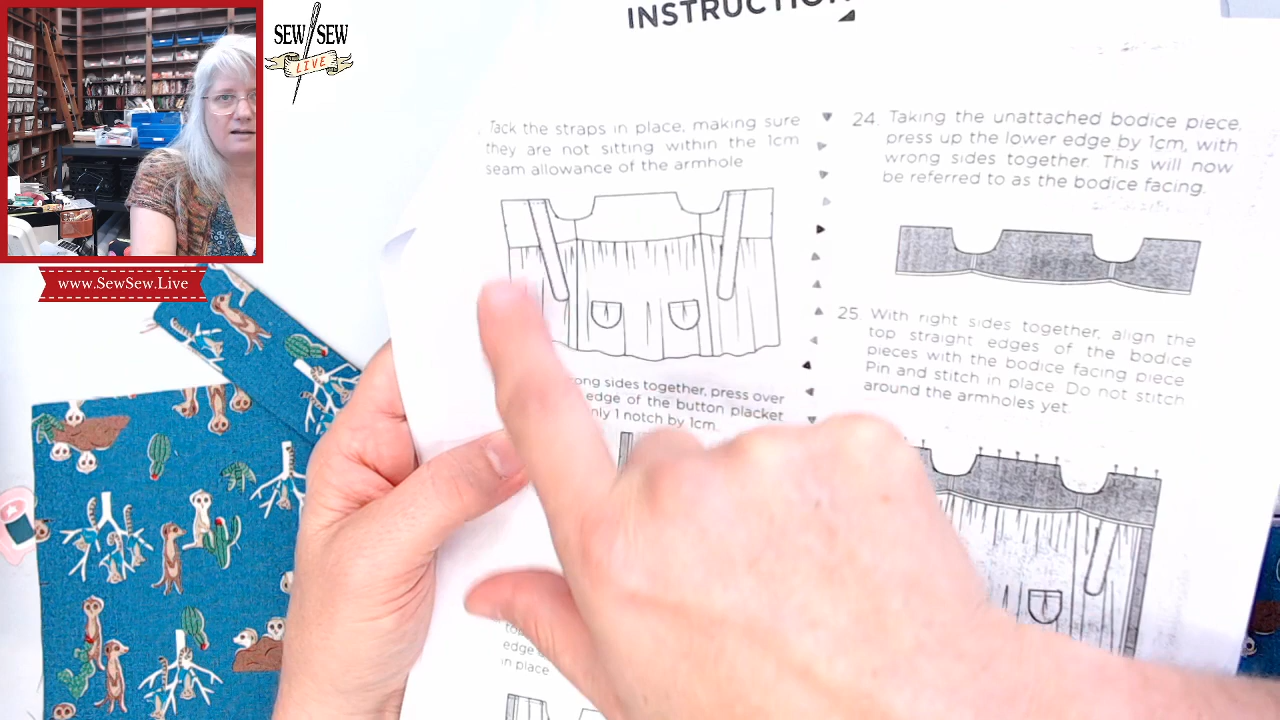 SEW SEW
LIVE
www.SewSew.Live
Tack the straps in place, making sure
they are not sitting within the 1cm
seam allowance of the armhole
wrong sides together, press over
edge of the button placket
only 1 notch by 1cm.
edge
in place
24. Taking the unattached bodice piece,
press up the lower edge by 1cm, with
wrong sides together. This will now
be referred to as the bodice facing.
25 With right sides together, align the
top straight edges of the bodice
pieces with the bodice facing piece
Pin and stitch in place. Do not stitch
around the armholes yet.